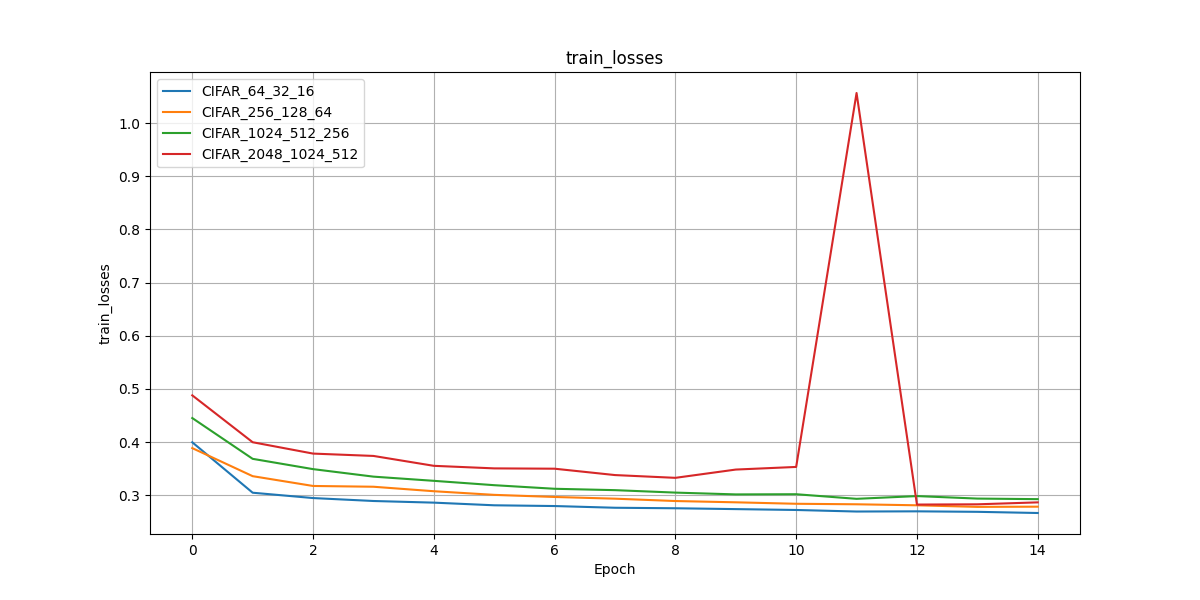 train_losses
CIFAR_64_32_16
CIFAR_256_128_64
CIFAR_1024_512_256
CIFAR_2048_1024_512
1.0
0.9
0.8
0.7
0.6
0.5
0.4
0.3
train_losses
0 2 4 6 8 10 12 14
Epoch